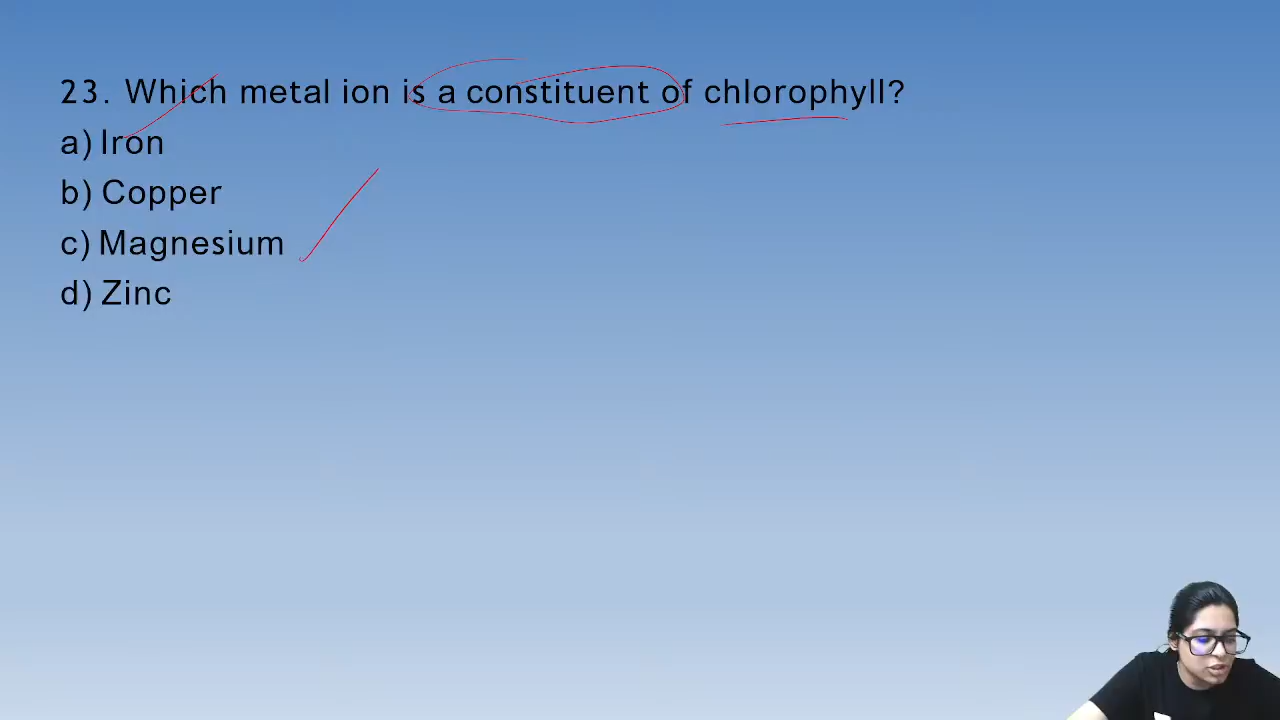 23. Which metal ion is a constituent of chlorophyll?
a) Iron
b) Copper
c) Magnesium
d) Zinc